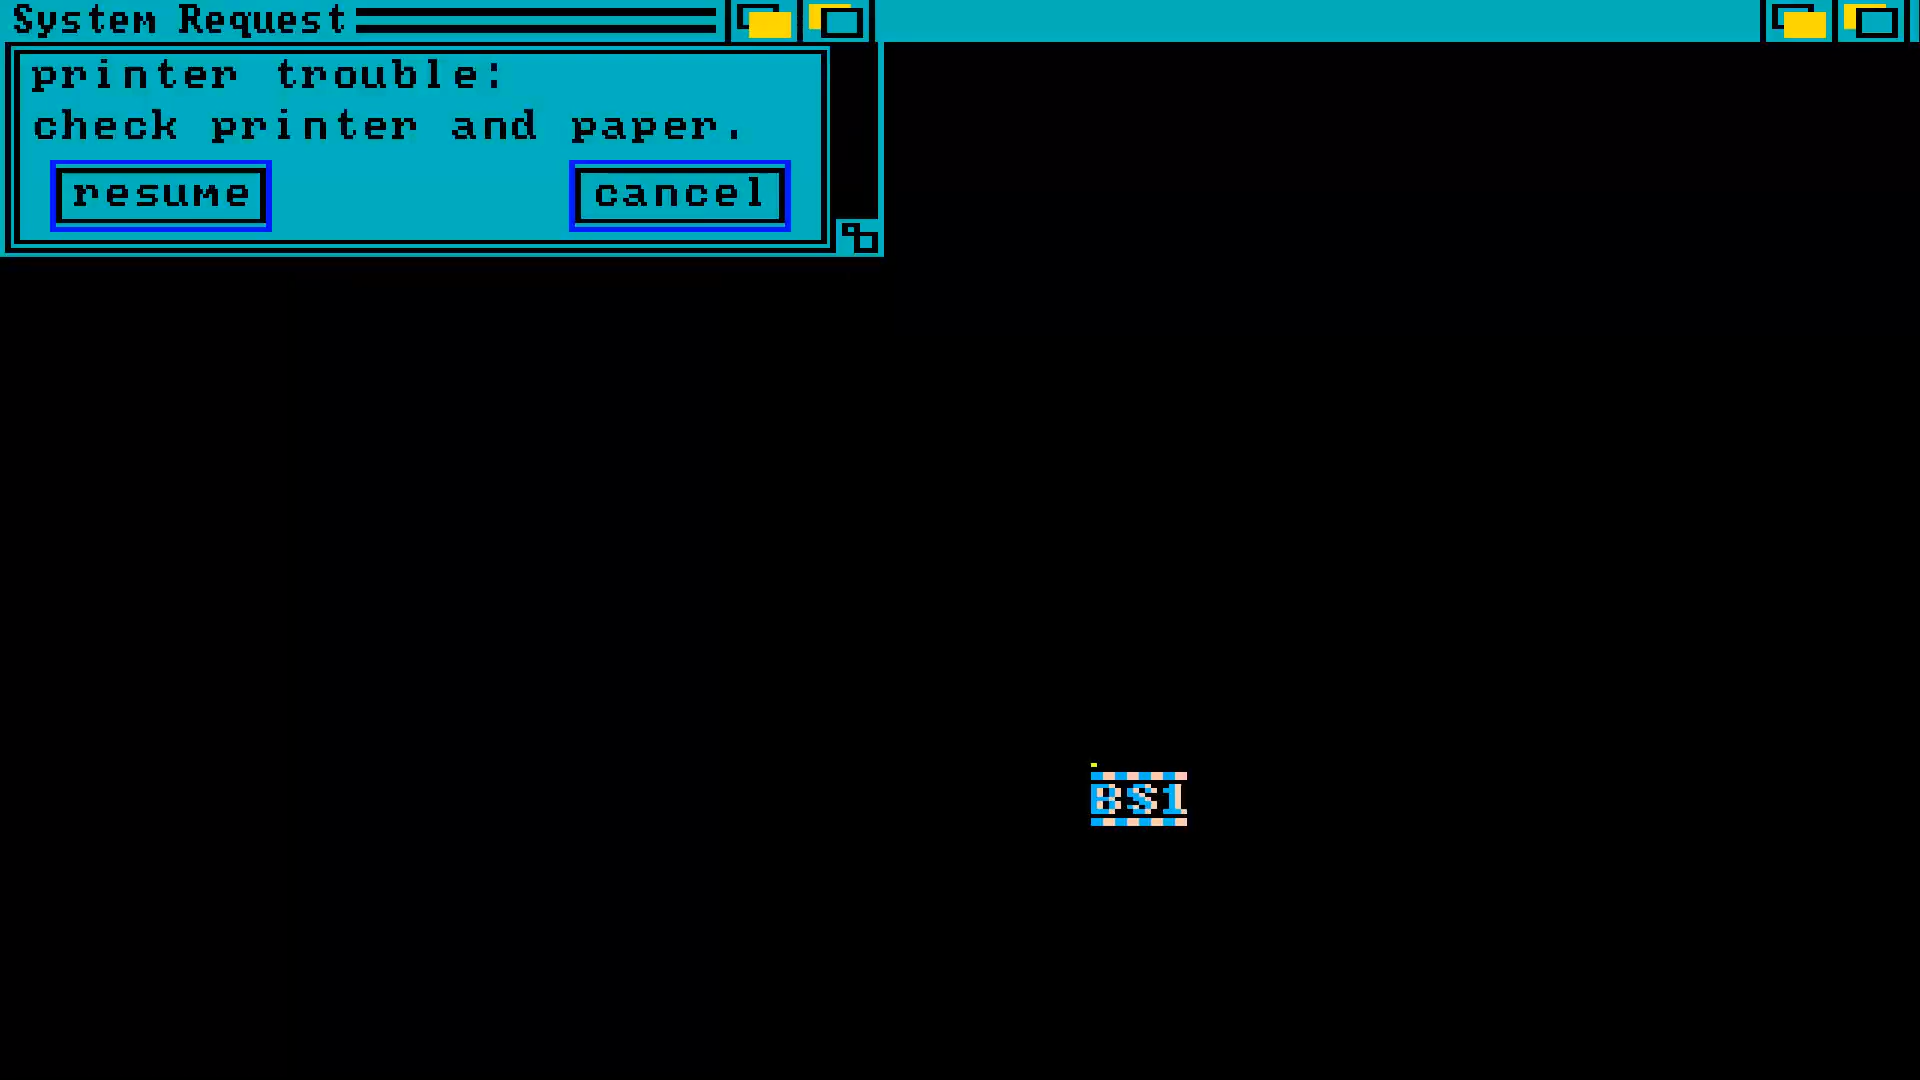 System Request
printer trouble:
check printer and paper.
resume
cancel
BS1